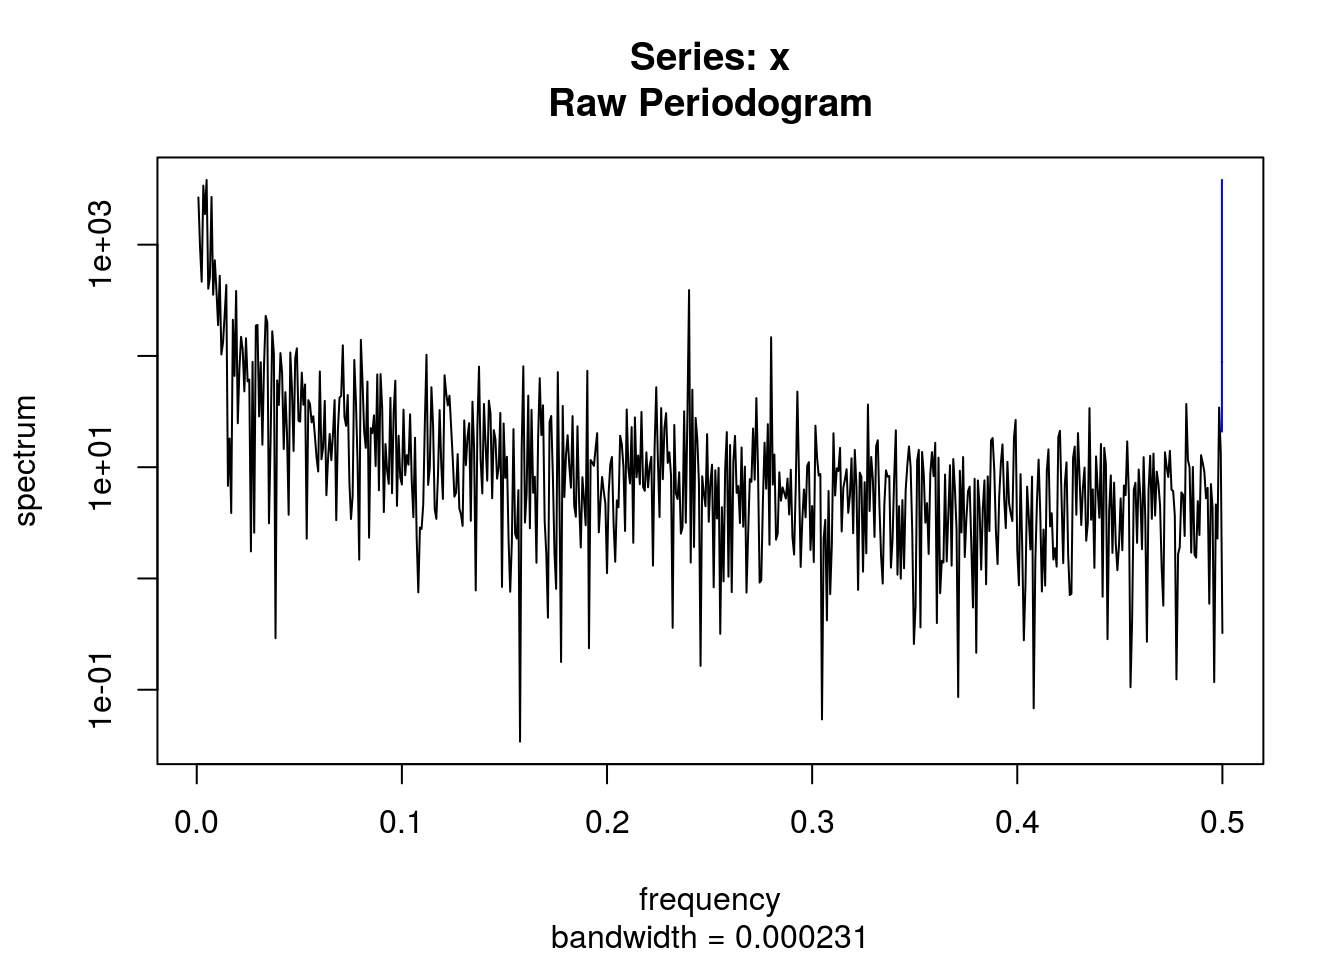 Series: x
Raw Periodogram
spectrum
1e+03
1e+01
1e-01
0.0 0.1 0.2 0.3 0.4 0.5
frequency
bandwidth = 0.000231